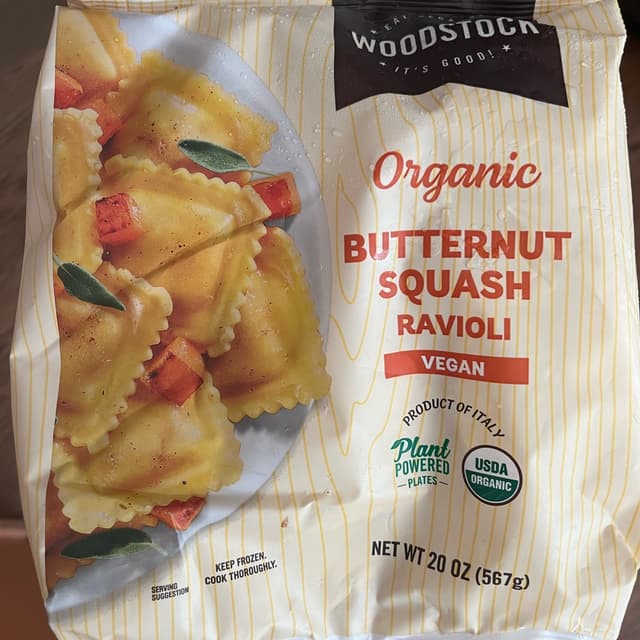 WOODSTOCK
IT'S GOOD!
Organic
BUTTERNUT
SQUASH
RAVIOLI
VEGAN
PRODUCT OF ITALY
Plant
POWERED
PLATES
USDA
ORGANIC
KEEP FROZEN.
COOK THOROUGHLY.
SERVING
SUGGESTION
NET WT 20 OZ (567g)